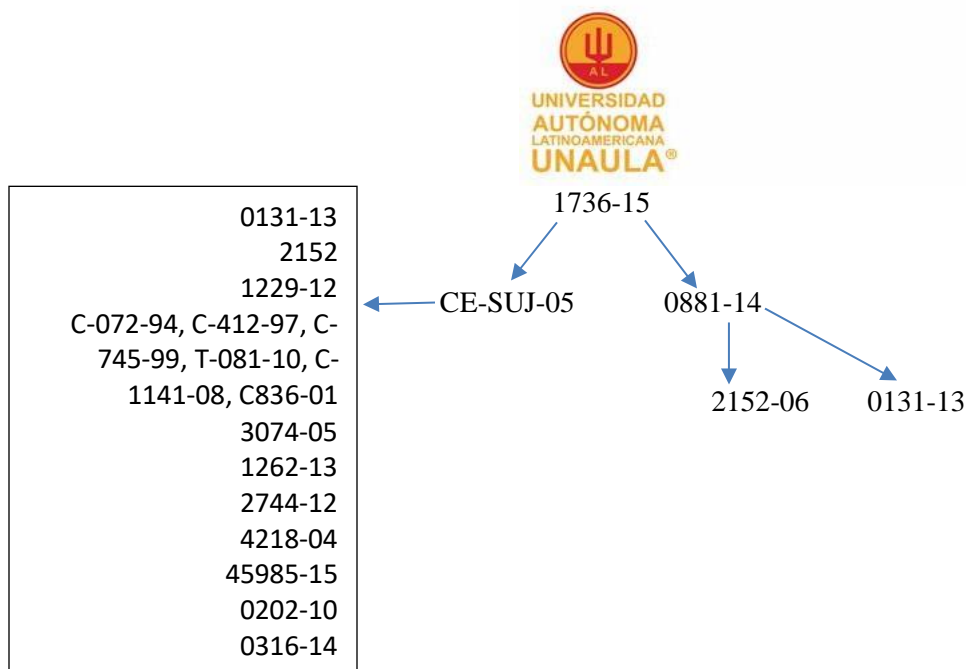 AL
UNIVERSIDAD
AUTÓNOMA
LATINOAMERICANA
UNAULA®
1736-15
CE-SUJ-05
0881-14
2152-06
0131-13
0131-13
2152
1229-12
C-072-94, C-412-97, C-
745-99, T-081-10, C-
1141-08, C836-01
3074-05
1262-13
2744-12
4218-04
45985-15
0202-10
0316-14